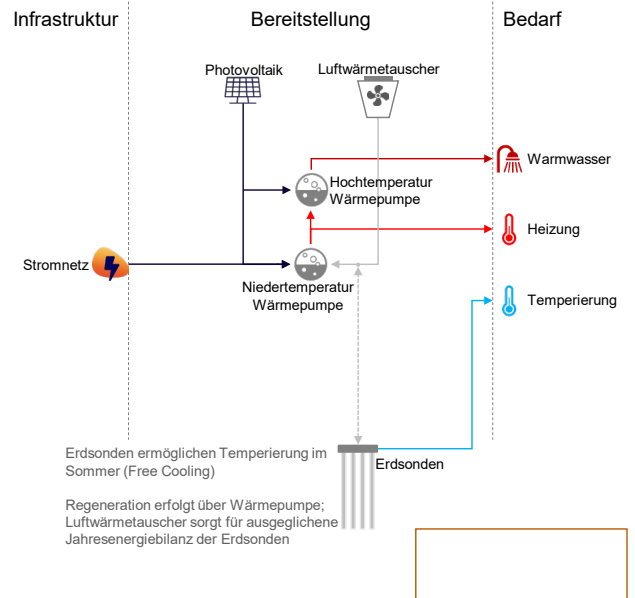 Infrastruktur
Bereitstellung
Bedarf
Photovoltaik
Luftwärmetauscher
Warmwasser
Hochtemperatur
Wärmepumpe
Heizung
Stromnetz
Niedertemperatur
Wärmepumpe
Temperierung
Erdsonden ermöglichen Temperierung im
Sommer (Free Cooling)
Erdsonden
Regeneration erfolgt über Wärmepumpe;
Luftwärmetauscher sorgt für ausgeglichene
Jahresenergiebilanz der Erdsonden